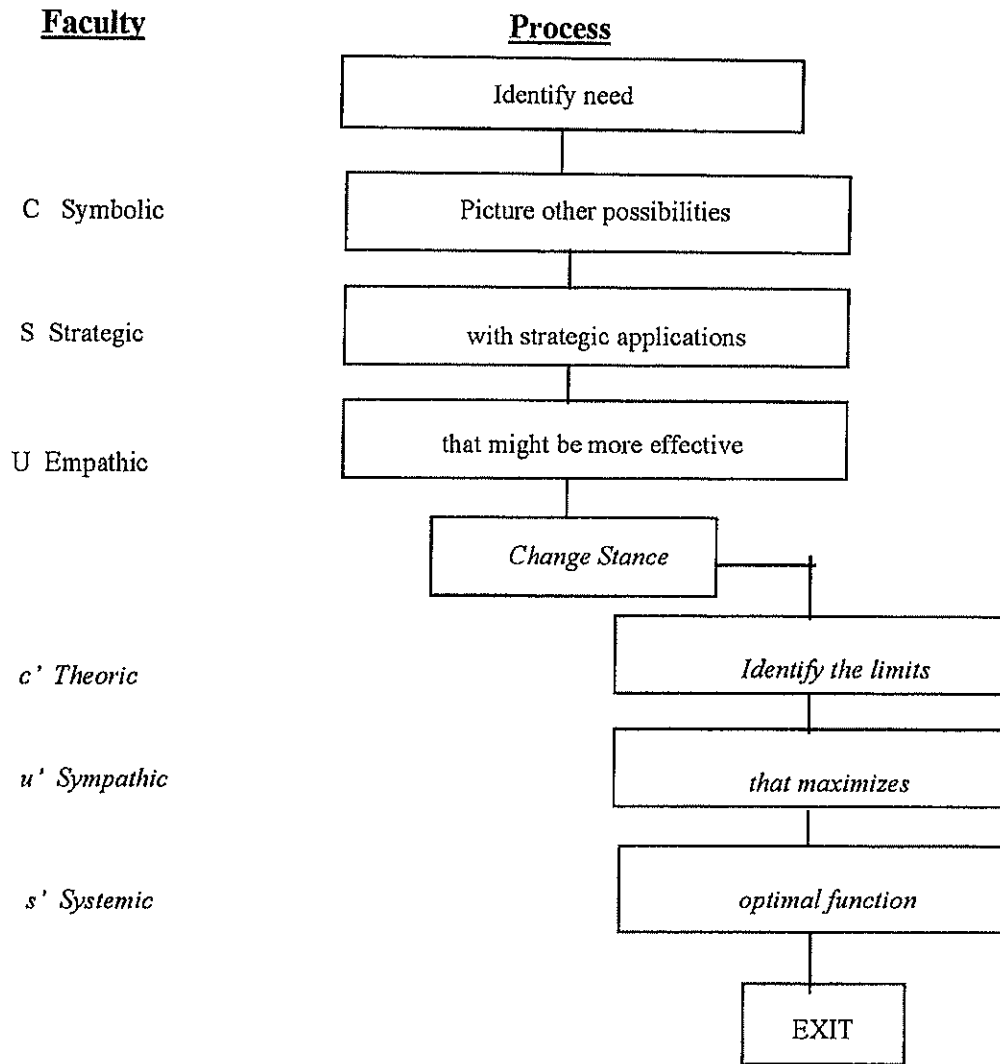 Faculty
Process
Identify need
C Symbolic
Picture other possibilities
S Strategic
with strategic applications
U Empathic
that might be more effective
Change Stance
c' Theoric
Identify the limits
u' Sympathic
that maximizes
s' Systemic
optimal function
EXIT